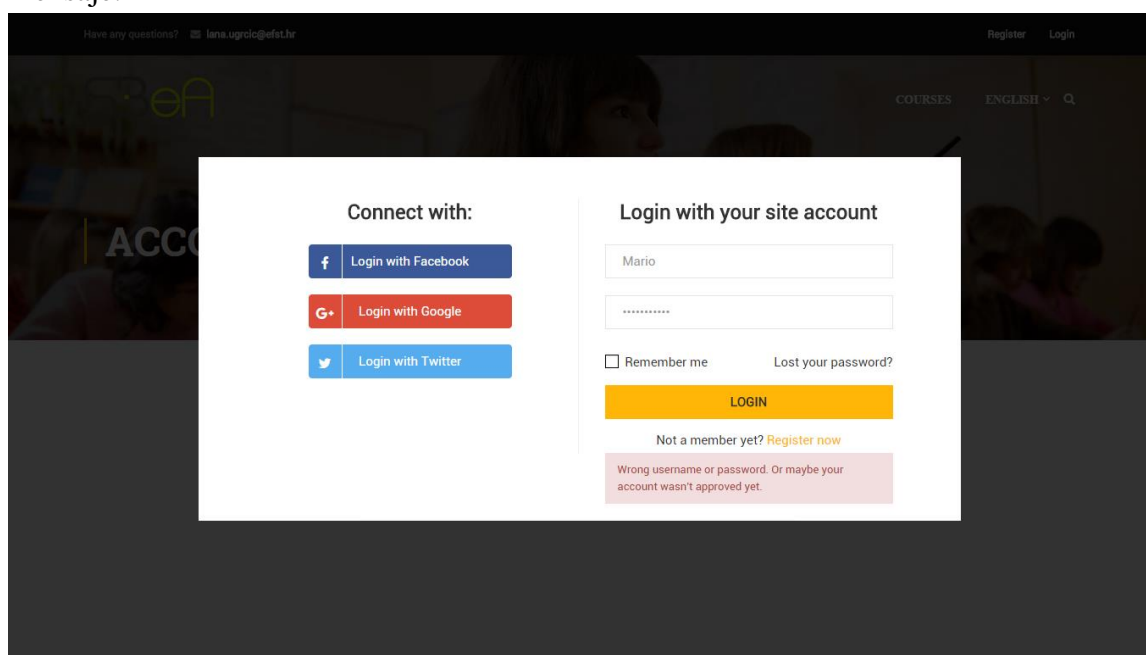 Have any questions? lana.ugrcic@efst.hr Register Login
COURSES ENGLISH
ACCO
Connect with:
Login with Facebook
Login with Google
Login with Twitter
Login with your site account
Mario
•••••••••••
Remember me Lost your password?
LOGIN
Not a member yet? Register now
Wrong username or password. Or maybe your
account wasn't approved yet.